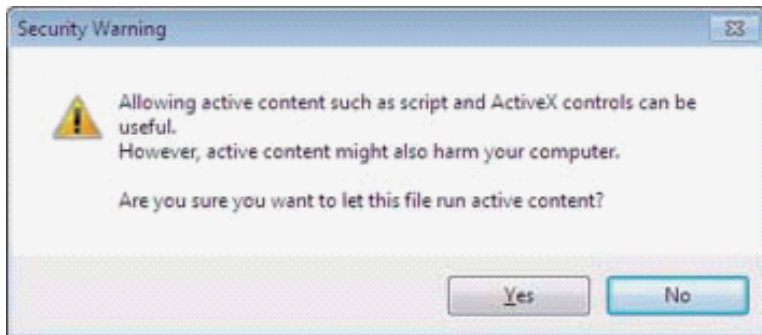 Security Warning
Allowing active content such as script and ActiveX controls can be
useful.
However, active content might also harm your computer.
Are you sure you want to let this file run active content?
Yes
No